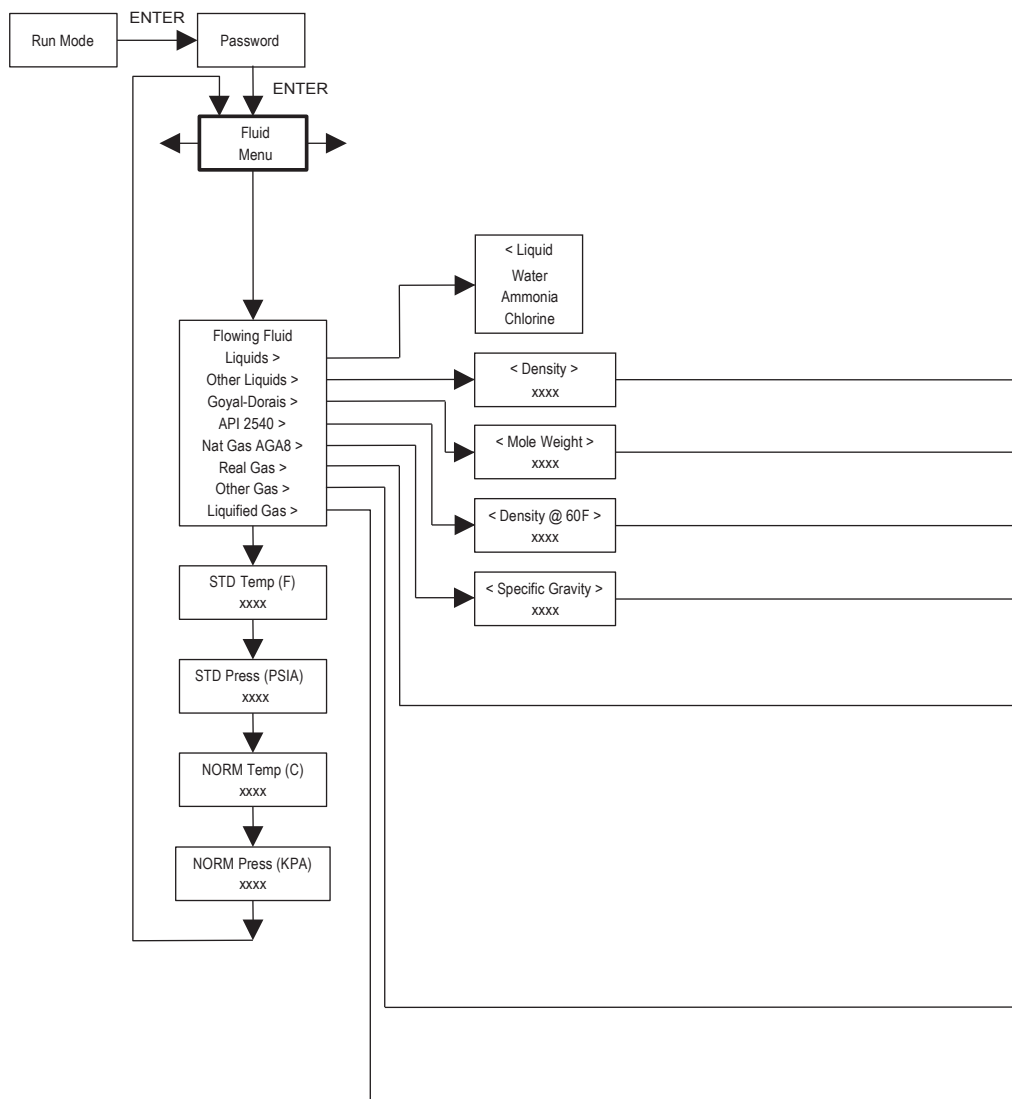 ENTER
Run Mode
Password
ENTER
Fluid
Menu
< Liquid
Water
Ammonia
Chlorine
Flowing Fluid
Liquids >
Other Liquids >
Goyal-Dorais >
API 2540 >
Nat Gas AGA8 >
Real Gas >
Other Gas >
Liquified Gas >
< Density >
xxxx
< Mole Weight >
xxxx
< Density @ 60F >
xxxx
< Specific Gravity >
xxxx
STD Temp (F)
xxxx
STD Press (PSIA)
xxxx
NORM Temp (C)
xxxx
NORM Press (KPA)
xxxx